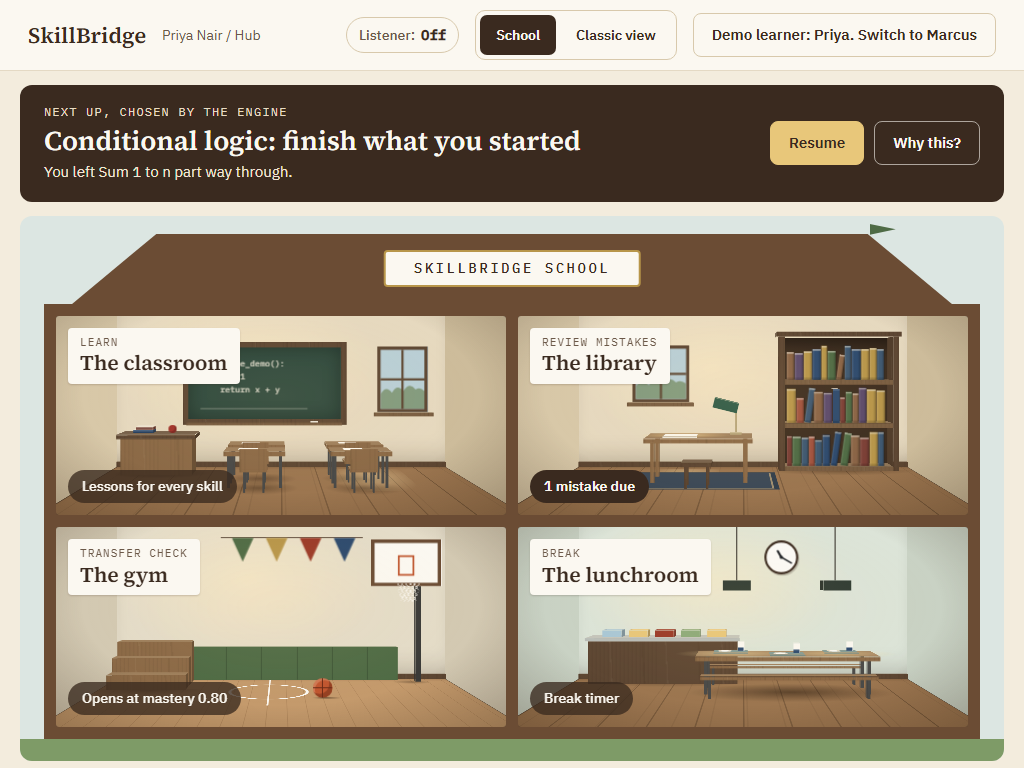 SkillBridge
Priya Nair / Hub
Listener: Off
School
Classic view
Demo learner: Priya. Switch to Marcus
NEXT UP, CHOSEN BY THE ENGINE
Conditional logic: finish what you started
You left Sum 1 to n part way through.
Resume
Why this?
SKILLBRIDGE SCHOOL
LEARN
The classroom
e_demo():
1
return x + y
Lessons for every skill
REVIEW MISTAKES
The library
1 mistake due
TRANSFER CHECK
The gym
Opens at mastery 0.80
BREAK
The lunchroom
Break timer